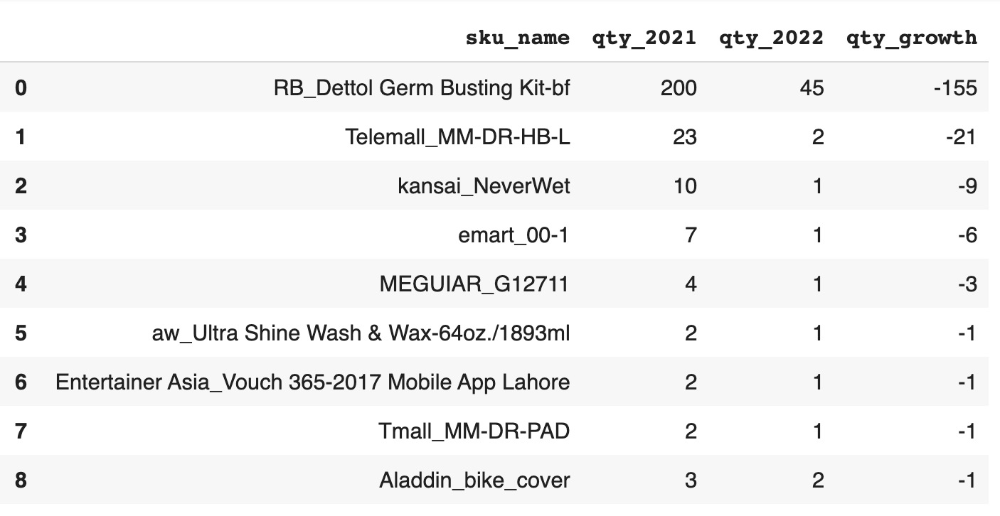 sku_name qty_2021 qty_2022 qty_growth
0 RB_Dettol Germ Busting Kit-bf 200 45 -155
1 Telemall_MM-DR-HB-L 23 2 -21
2 kansai_NeverWet 10 1 -9
3 emart_00-1 7 1 -6
4 MEGUIAR_G12711 4 1 -3
5 aw_Ultra Shine Wash & Wax-64oz./1893ml 2 1 -1
6 Entertainer Asia_Vouch 365-2017 Mobile App Lahore 2 1 -1
7 Tmall_MM-DR-PAD 2 1 -1
8 Aladdin_bike_cover 3 2 -1